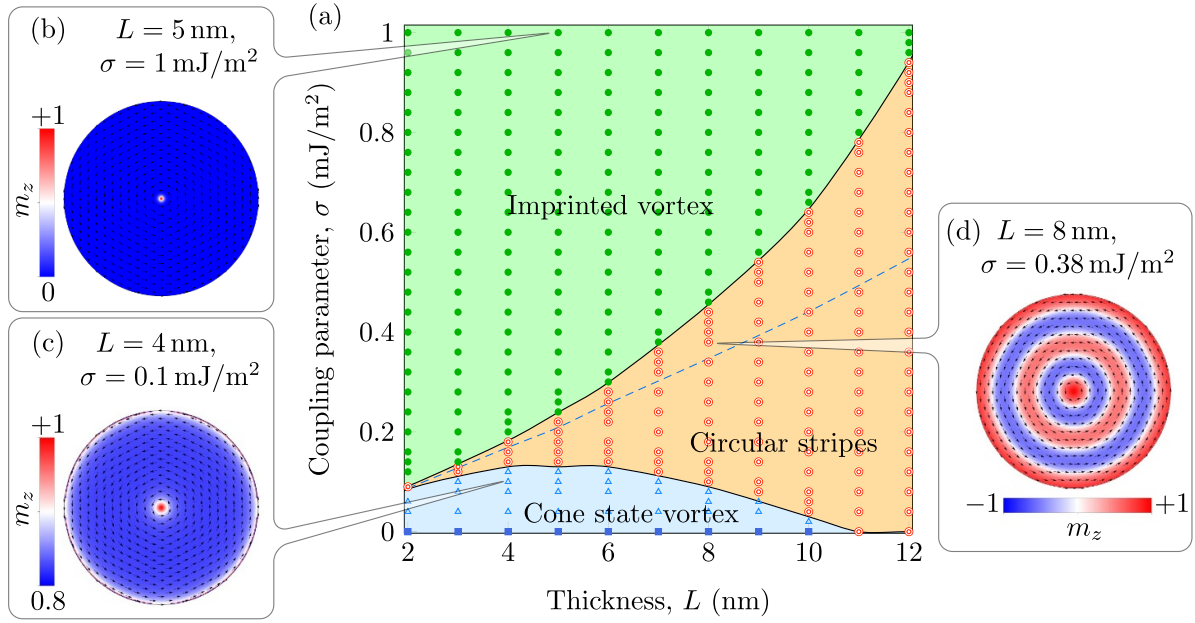 (b)
L = 5 nm,
σ = 1 mJ/m²
+1
m_z
0
(c)
L = 4 nm,
σ = 0.1 mJ/m²
+1
m_z
0.8
(a)
Coupling parameter, σ (mJ/m²)
1
0.8
0.6
0.4
0.2
0
Imprinted vortex
Circular stripes
Cone state vortex
2 4 6 8 10 12
Thickness, L (nm)
(d)
L = 8 nm,
σ = 0.38 mJ/m²
−1 +1
m_z